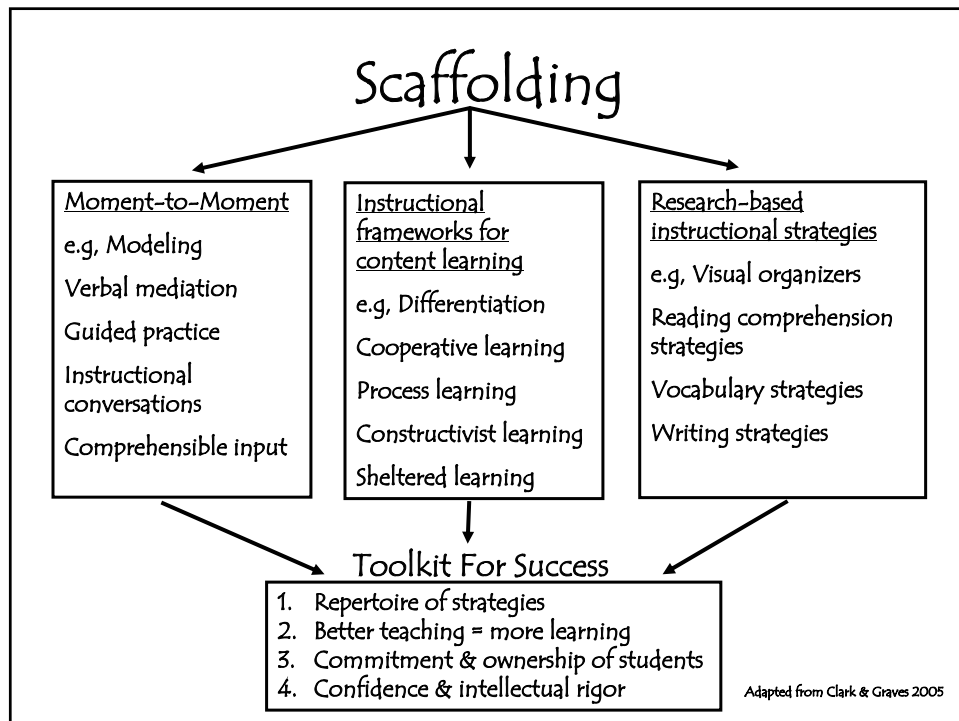 Scaffolding
Moment-to-Moment
e.g, Modeling
Verbal mediation
Guided practice
Instructional
conversations
Comprehensible input
Instructional
frameworks for
content learning
e.g, Differentiation
Cooperative learning
Process learning
Constructivist learning
Sheltered learning
Research-based
instructional strategies
e.g, Visual organizers
Reading comprehension
strategies
Vocabulary strategies
Writing strategies
Toolkit For Success
1. Repertoire of strategies
2. Better teaching = more learning
3. Commitment & ownership of students
4. Confidence & intellectual rigor
Adapted from Clark & Graves 2005